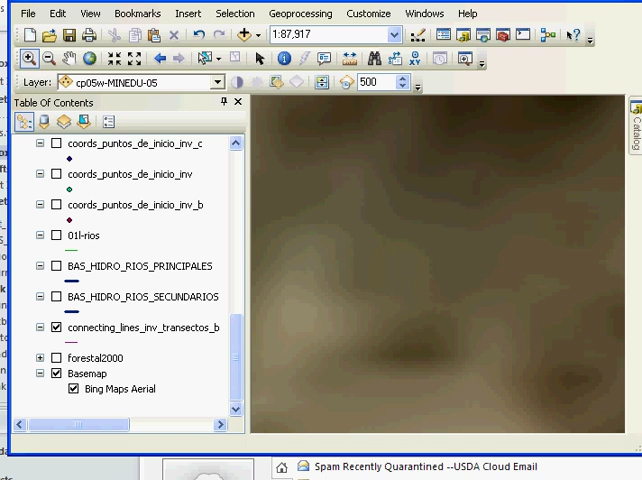 File Edit View Bookmarks Insert Selection Geoprocessing Customize Windows Help
1:87,917
Layer: cp05w-MINEDU-05 500
Table Of Contents
coords_puntos_de_inicio_inv_c
coords_puntos_de_inicio_inv
coords_puntos_de_inicio_inv_b
01l-rios
BAS_HIDRO_RIOS_PRINCIPALES
BAS_HIDRO_RIOS_SECUNDARIOS
connecting_lines_inv_transectos_b
forestal2000
Basemap
Bing Maps Aerial
Catalog
Spam Recently Quarantined --USDA Cloud Email